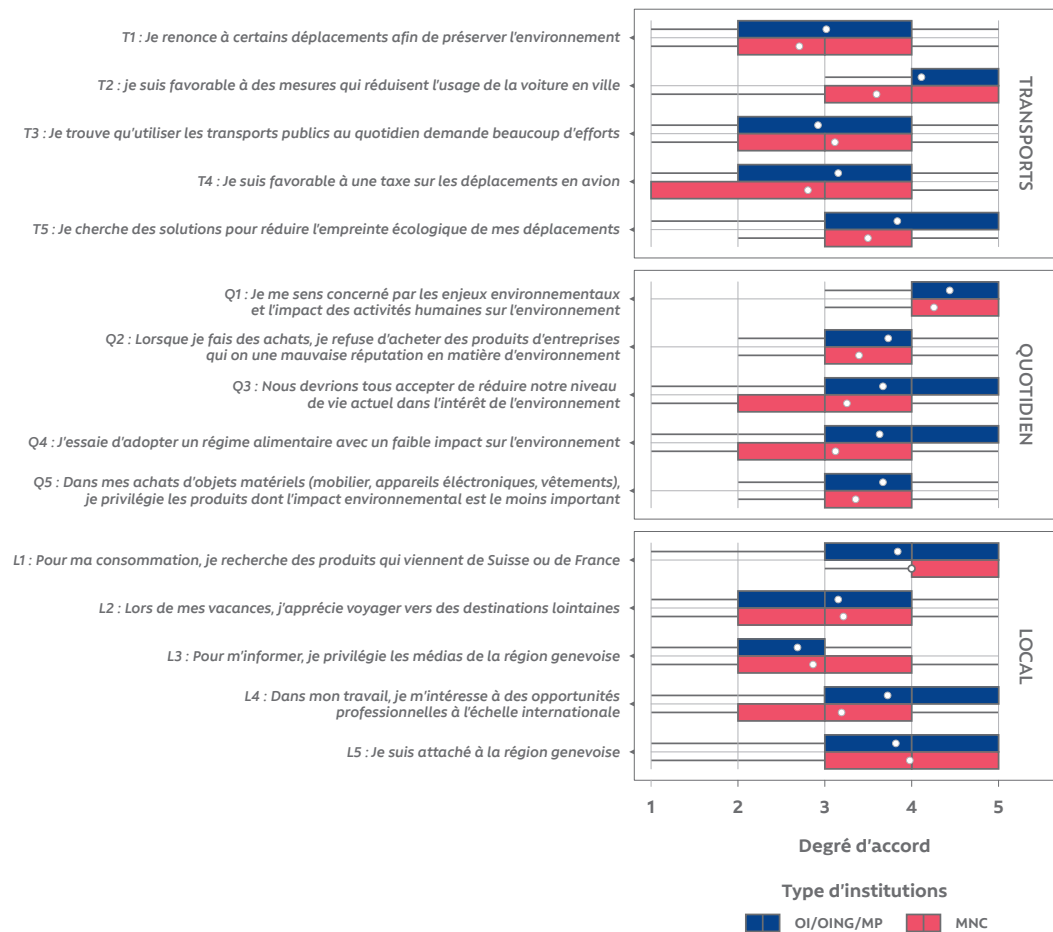 T1 : Je renonce à certains déplacements afin de préserver l'environnement
T2 : je suis favorable à des mesures qui réduisent l'usage de la voiture en ville
T3 : Je trouve qu'utiliser les transports publics au quotidien demande beaucoup d'efforts
T4 : Je suis favorable à une taxe sur les déplacements en avion
T5 : Je cherche des solutions pour réduire l'empreinte écologique de mes déplacements
TRANSPORTS
Q1 : Je me sens concerné par les enjeux environnementaux
et l'impact des activités humaines sur l'environnement
Q2 : Lorsque je fais des achats, je refuse d'acheter des produits d'entreprises
qui on une mauvaise réputation en matière d'environnement
Q3 : Nous devrions tous accepter de réduire notre niveau
de vie actuel dans l'intérêt de l'environnement
Q4 : J'essaie d'adopter un régime alimentaire avec un faible impact sur l'environnement
Q5 : Dans mes achats d'objets matériels (mobilier, appareils éléctroniques, vêtements),
je privilégie les produits dont l'impact environnemental est le moins important
QUOTIDIEN
L1 : Pour ma consommation, je recherche des produits qui viennent de Suisse ou de France
L2 : Lors de mes vacances, j'apprécie voyager vers des destinations lointaines
L3 : Pour m'informer, je privilégie les médias de la région genevoise
L4 : Dans mon travail, je m'intéresse à des opportunités
professionnelles à l'échelle internationale
L5 : Je suis attaché à la région genevoise
LOCAL
1 2 3 4 5
Degré d'accord
Type d'institutions
OI/OING/MP MNC